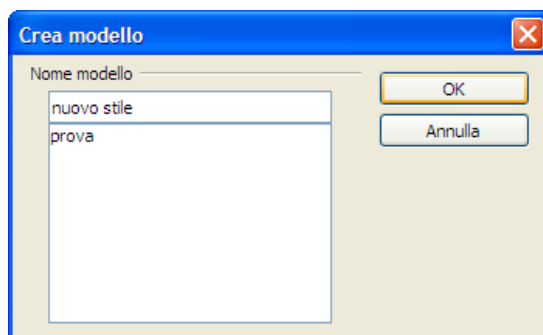 Crea modello
Nome modello
OK
nuovo stile
Annulla
prova